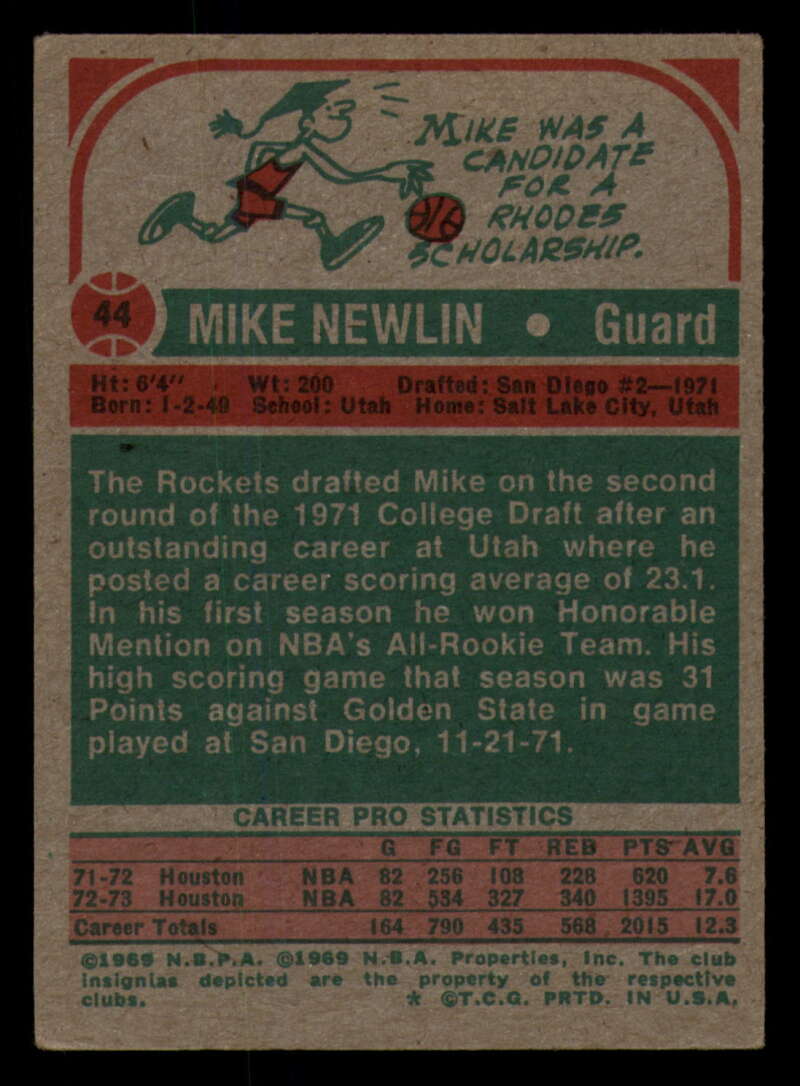 MIKE WAS A
CANDIDATE
FOR A
RHODES
SCHOLARSHIP.
44 MIKE NEWLIN • Guard
Ht: 6'4" Wt: 200 Drafted: San Diego #2—1971
Born: 1-2-49 School: Utah Home: Salt Lake City, Utah
The Rockets drafted Mike on the second
round of the 1971 College Draft after an
outstanding career at Utah where he
posted a career scoring average of 23.1.
In his first season he won Honorable
Mention on NBA's All-Rookie Team. His
high scoring game that season was 31
Points against Golden State in game
played at San Diego, 11-21-71.
CAREER PRO STATISTICS
G FG FT REB PTS AVG
71-72 Houston NBA 82 256 108 228 620 7.6
72-73 Houston NBA 82 534 327 340 1395 17.0
Career Totals 164 790 435 568 2015 12.3
©1969 N.B.P.A. ©1969 N.B.A. Properties, Inc. The club
insignias depicted are the property of the respective
clubs. * ©T.C.G. PRTD. IN U.S.A.